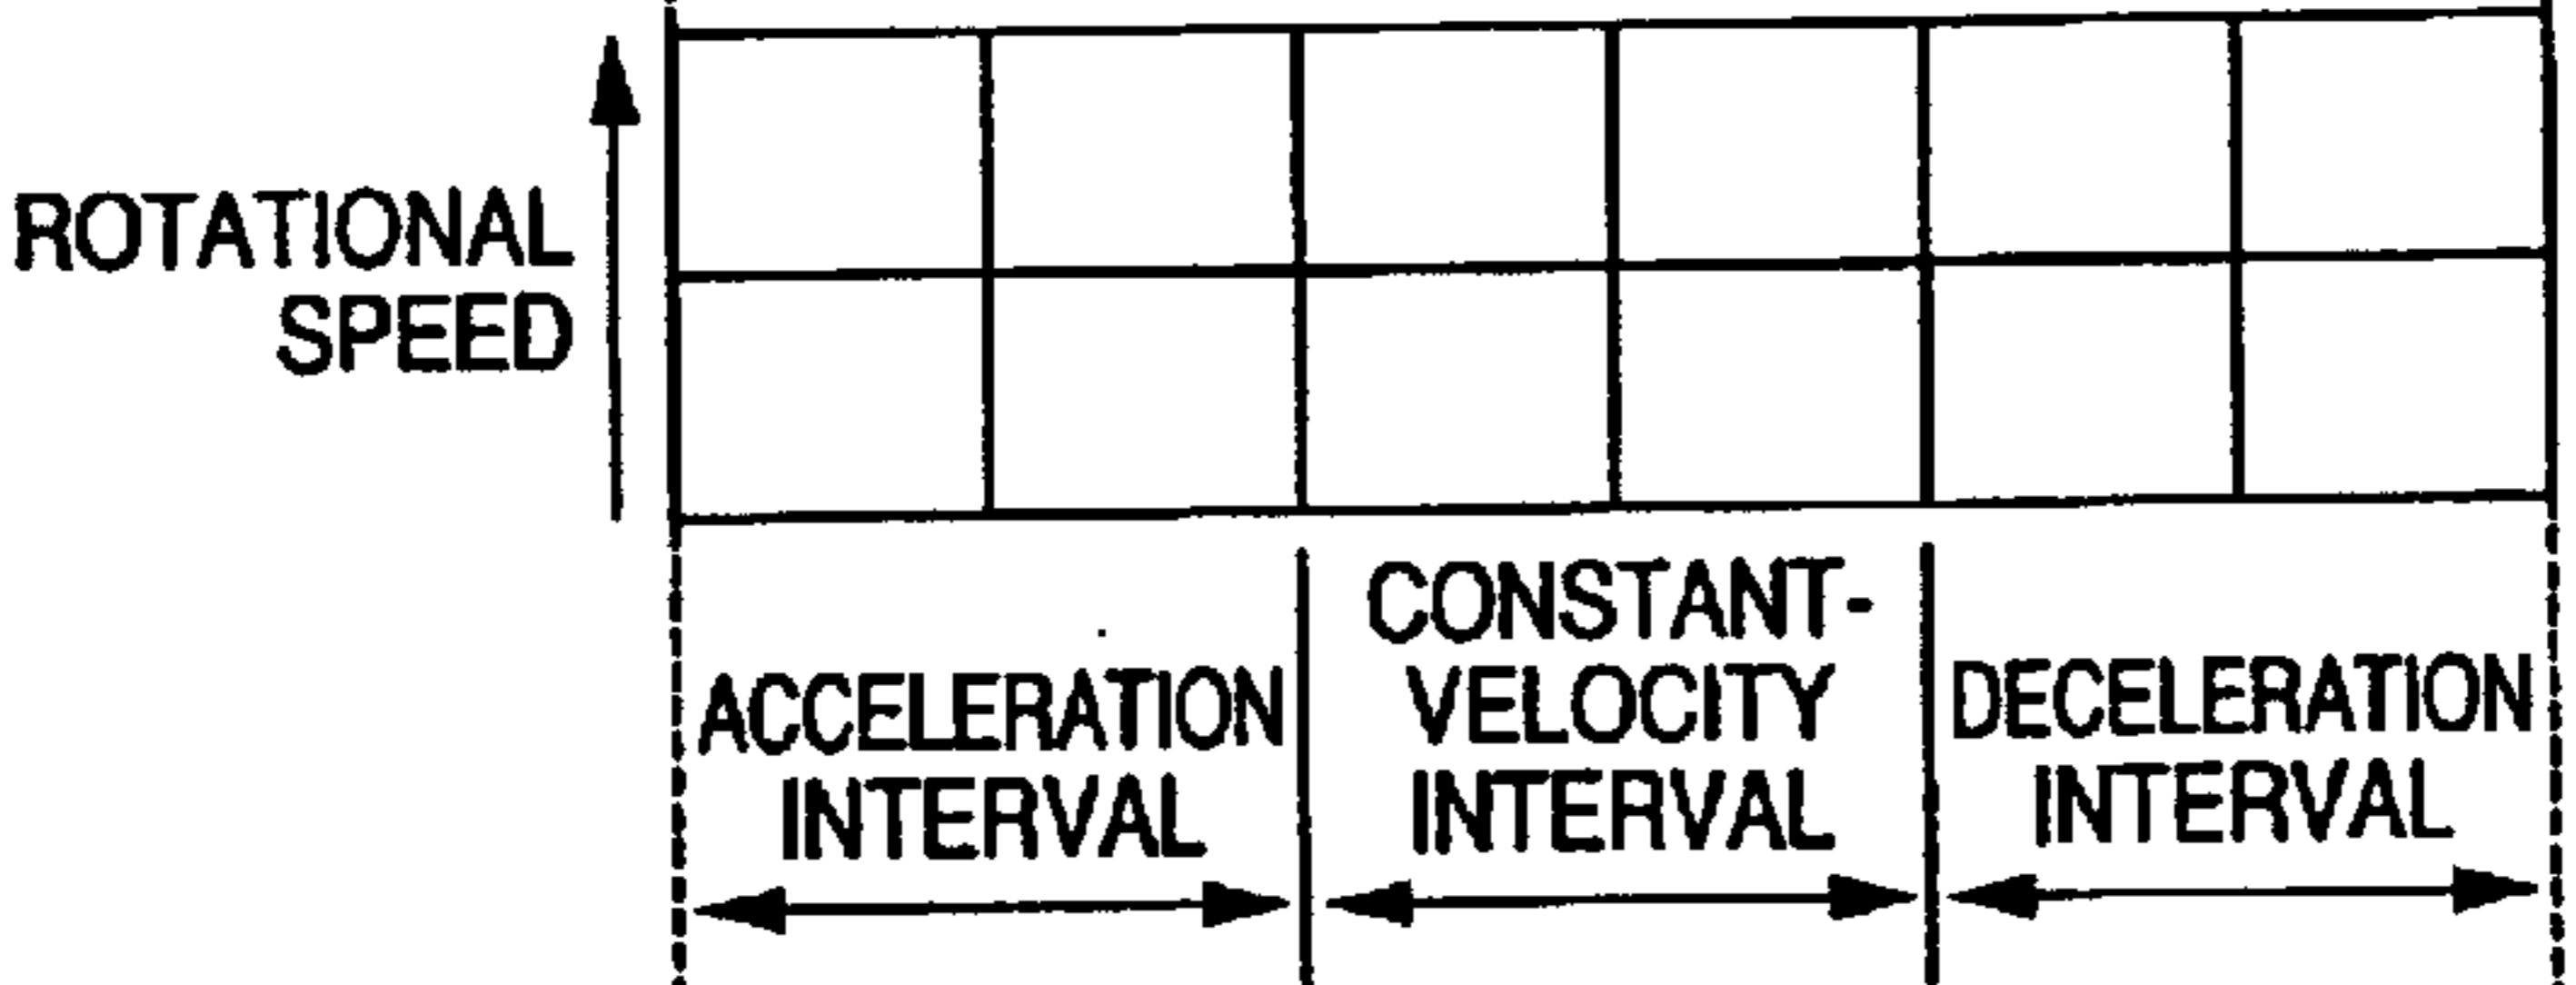 ROTATIONAL
SPEED
ACCELERATION
INTERVAL
CONSTANT-
VELOCITY
INTERVAL
DECELERATION
INTERVAL